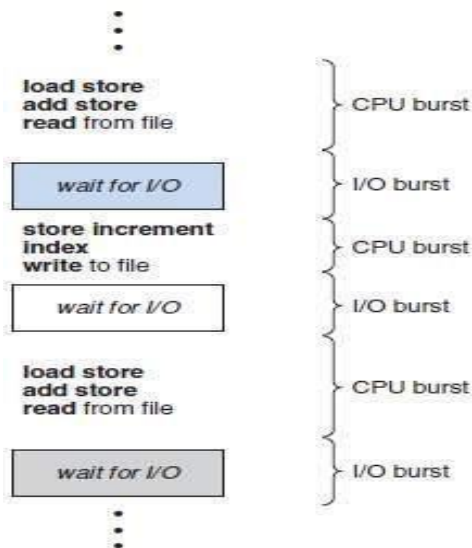 load store
add store
read from file
CPU burst
wait for I/O
I/O burst
store increment
index
write to file
CPU burst
wait for I/O
I/O burst
load store
add store
read from file
CPU burst
wait for I/O
I/O burst